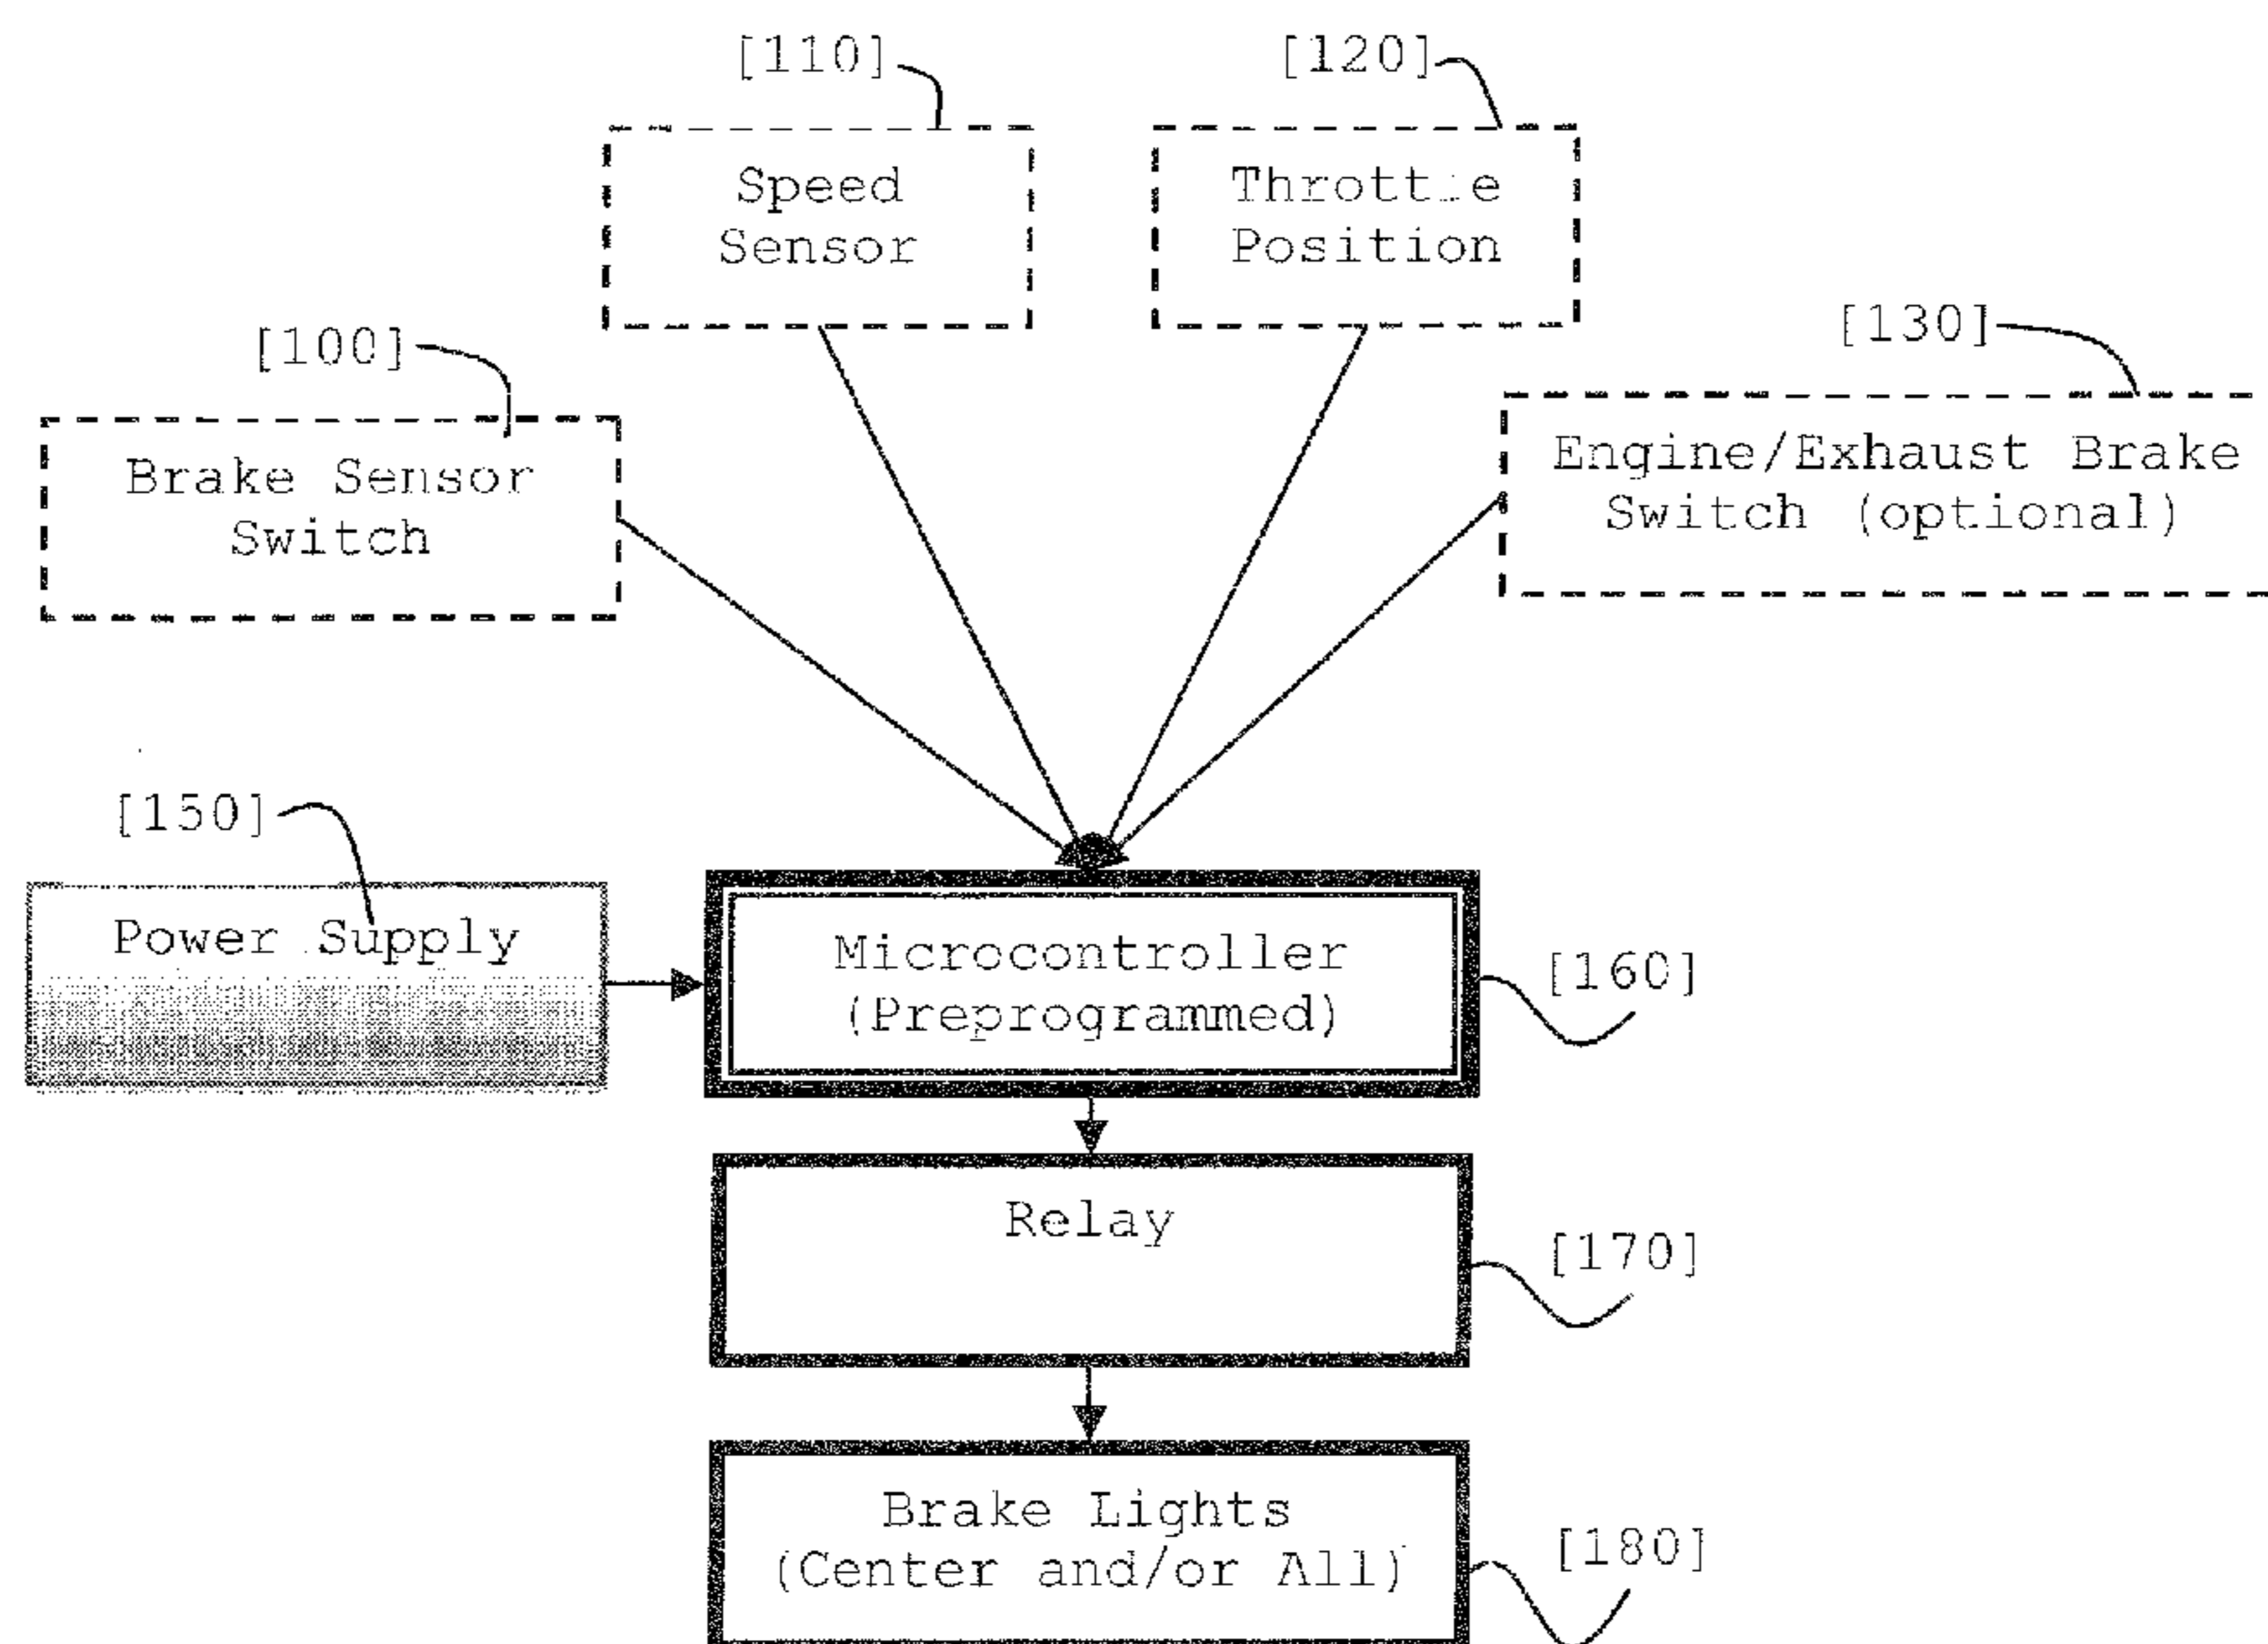 [110]
[120]
Speed
Sensor
Throttle
Position
[100]
[130]
Brake Sensor
Switch
Engine/Exhaust Brake
Switch (optional)
[150]
Power Supply
Microcontroller
(Preprogrammed)
[160]
Relay
[170]
Brake Lights
(Center and/or All)
[180]